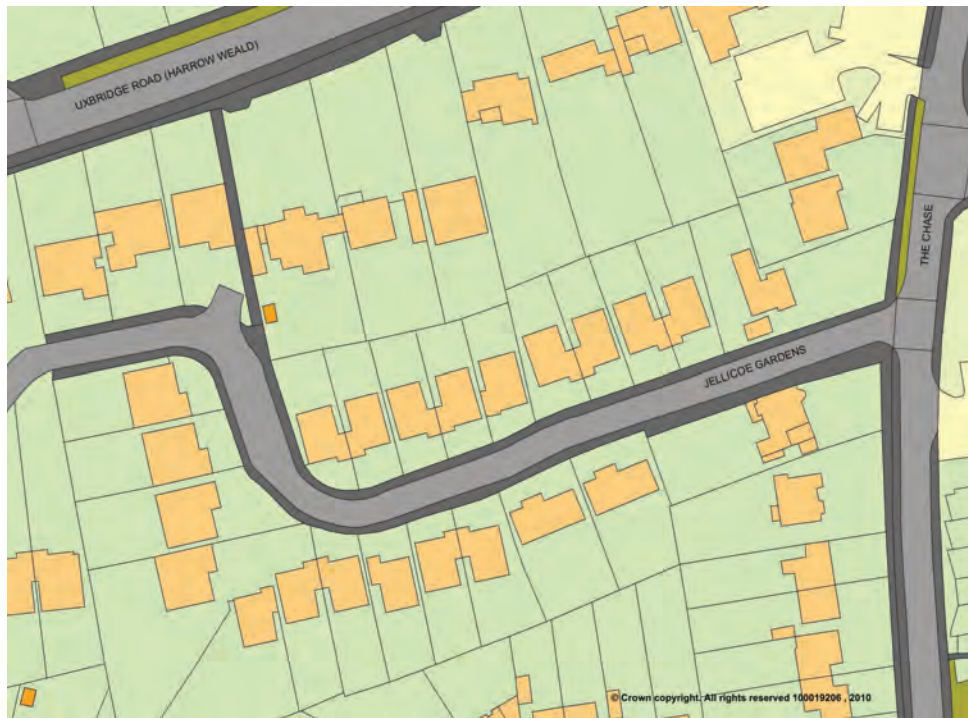 UXBRIDGE ROAD (HARROW WEALD)
THE CHASE
JELLICOE GARDENS
© Crown copyright. All rights reserved 100019206 , 2010